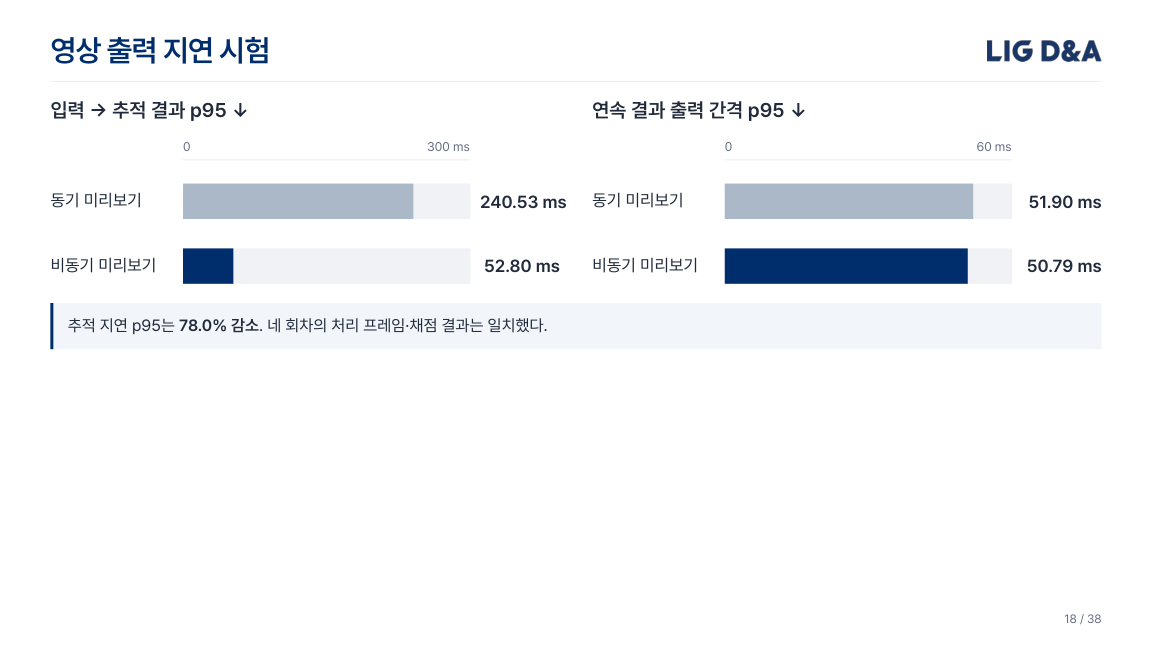 영상 출력 지연 시험
LIG D&A
입력 → 추적 결과 p95 ↓
0 300 ms
동기 미리보기 240.53 ms
비동기 미리보기 52.80 ms
연속 결과 출력 간격 p95 ↓
0 60 ms
동기 미리보기 51.90 ms
비동기 미리보기 50.79 ms
추적 지연 p95는 78.0% 감소. 네 회차의 처리 프레임·채점 결과는 일치했다.
18 / 38